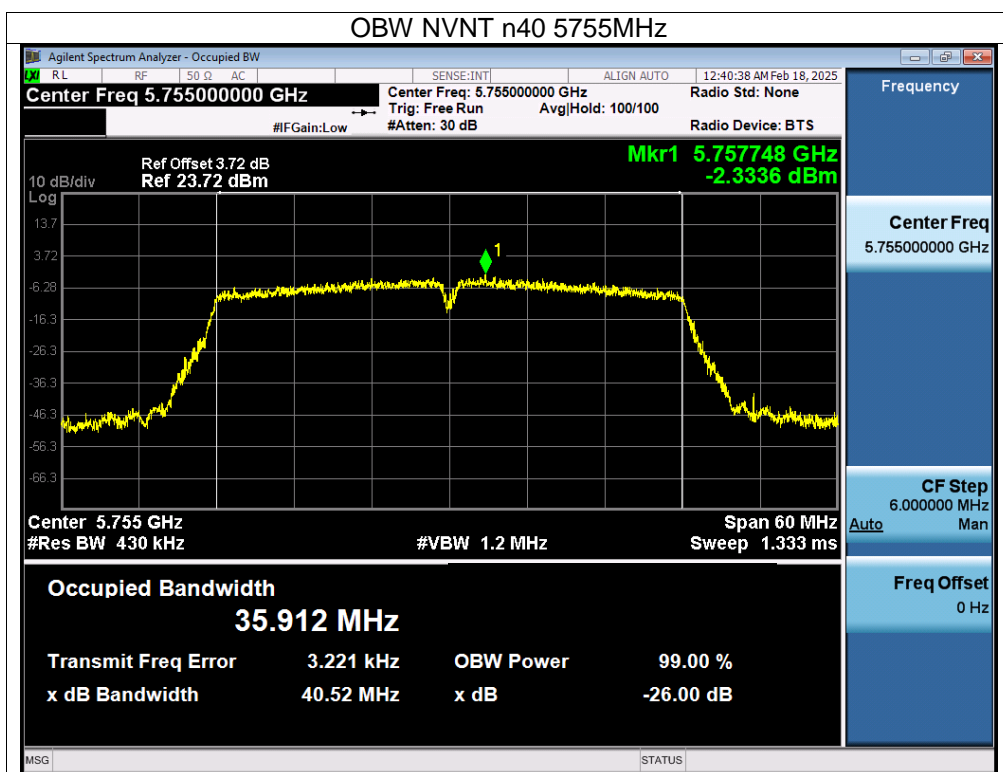 OBW NVNT n40 5755MHz
Agilent Spectrum Analyzer - Occupied BW
LXI RL RF 50 Ω AC SENSE:INT ALIGN AUTO 12:40:38 AM Feb 18, 2025
Center Freq 5.755000000 GHz
Center Freq: 5.755000000 GHz Radio Std: None
Trig: Free Run Avg|Hold: 100/100
#IFGain:Low #Atten: 30 dB Radio Device: BTS
Frequency
Mkr1 5.757748 GHz
-2.3336 dBm
Ref Offset 3.72 dB
10 dB/div Ref 23.72 dBm
Log
13.7
3.72
-6.28
-16.3
-26.3
-36.3
-46.3
-56.3
-66.3
1
Center 5.755 GHz Span 60 MHz
#Res BW 430 kHz #VBW 1.2 MHz Sweep 1.333 ms
Center Freq
5.755000000 GHz
CF Step
6.000000 MHz
Auto Man
Freq Offset
0 Hz
Occupied Bandwidth
35.912 MHz
Transmit Freq Error 3.221 kHz OBW Power 99.00 %
x dB Bandwidth 40.52 MHz x dB -26.00 dB
MSG STATUS